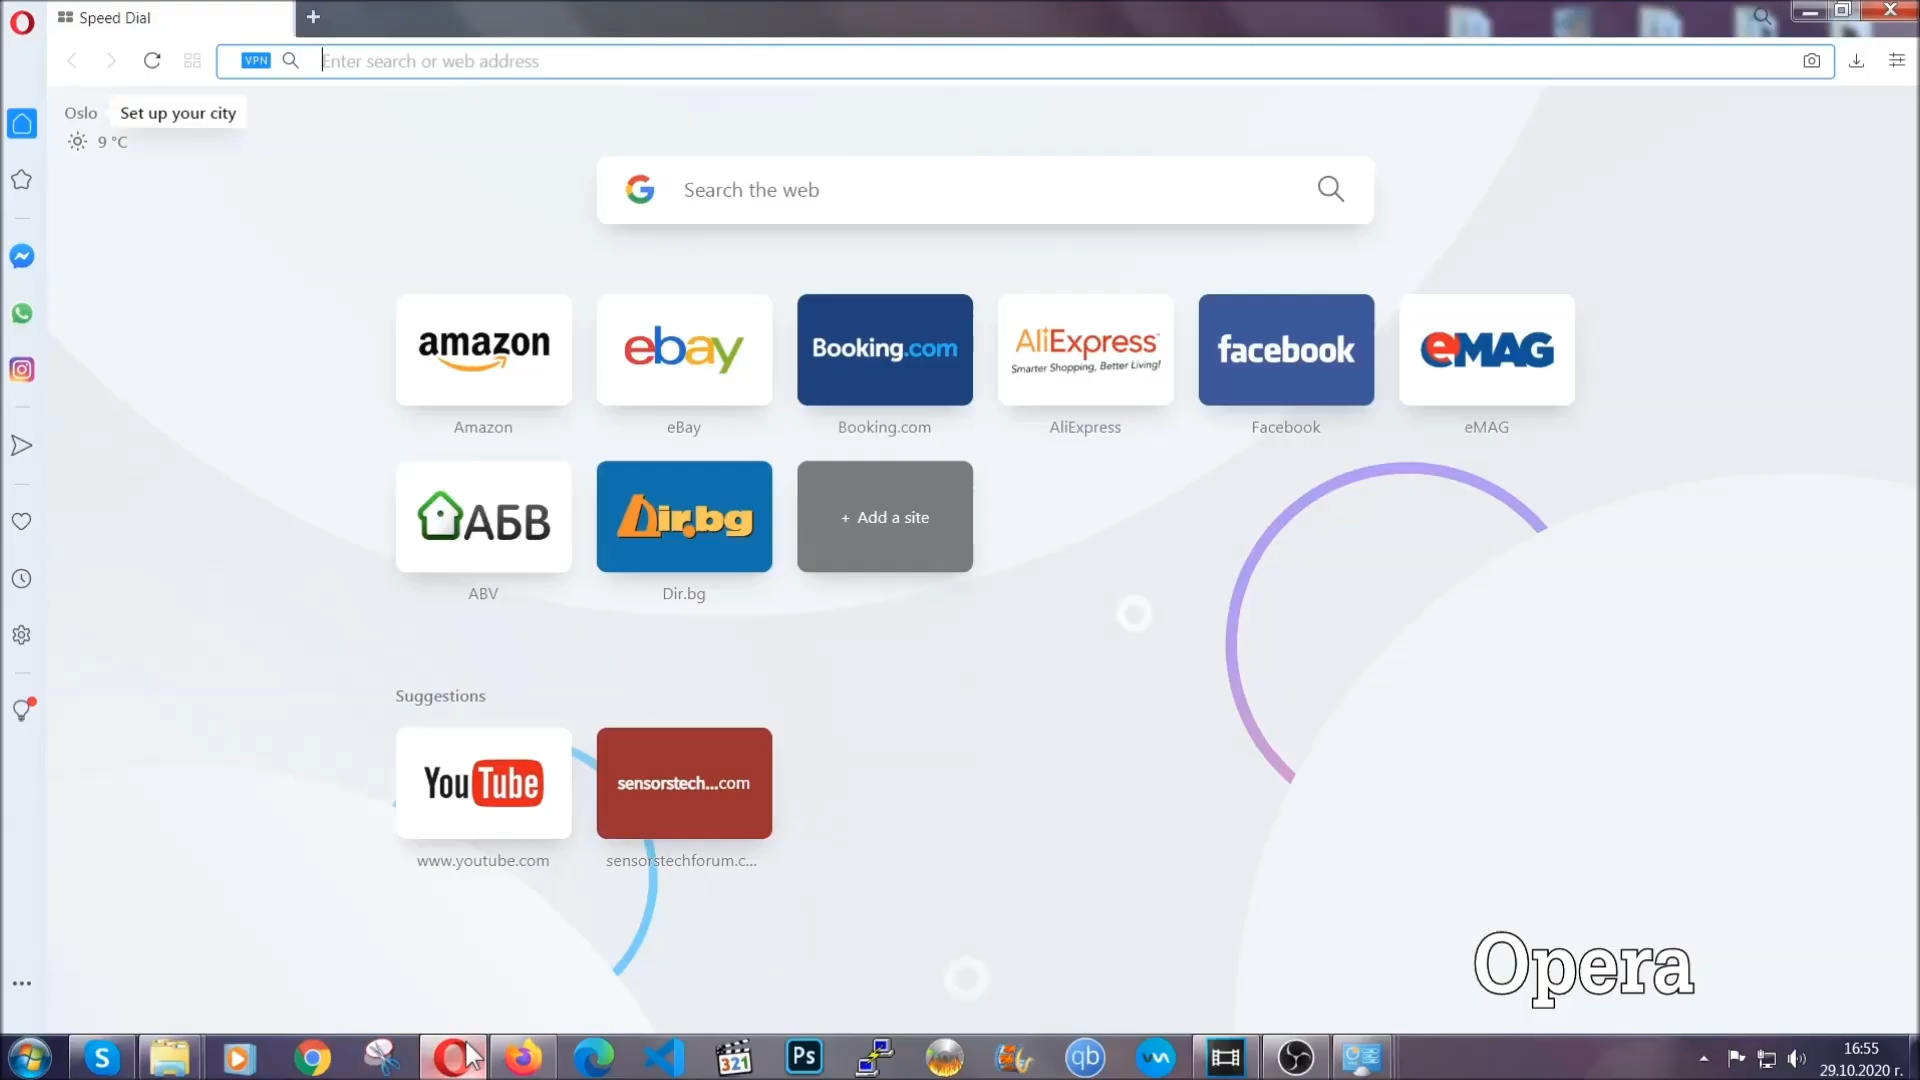 Speed Dial
VPN
Enter search or web address
Oslo
Set up your city
9 °C
Search the web
amazon
ebay
Booking.com
AliExpress
Smarter Shopping, Better Living!
facebook
eMAG
Amazon
eBay
Booking.com
AliExpress
Facebook
eMAG
АБВ
Dir.bg
+ Add a site
ABV
Dir.bg
Suggestions
YouTube
sensorstech...com
www.youtube.com
sensorstechforum.c...
Opera
S
321
Ps
qb
16:55
29.10.2020 г.